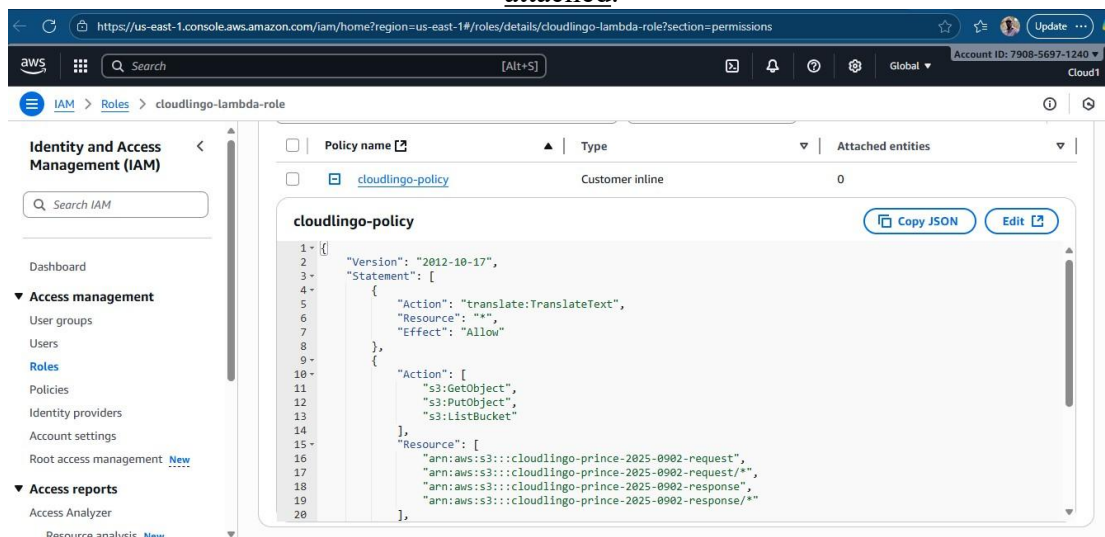 attached.
https://us-east-1.console.aws.amazon.com/iam/home?region=us-east-1#/roles/details/cloudlingo-lambda-role?section=permissions
Update
aws
Search
[Alt+S]
Global
Account ID: 7908-5697-1240
Cloud1
IAM > Roles > cloudlingo-lambda-role
Identity and Access Management (IAM)
Search IAM
Dashboard
Access management
User groups
Users
Roles
Policies
Identity providers
Account settings
Root access management New
Access reports
Access Analyzer
Resource analysis New
Policy name Type Attached entities
cloudlingo-policy Customer inline 0
cloudlingo-policy
Copy JSON
Edit
1 {
2 "Version": "2012-10-17",
3 "Statement": [
4 {
5 "Action": "translate:TranslateText",
6 "Resource": "*",
7 "Effect": "Allow"
8 },
9 {
10 "Action": [
11 "s3:GetObject",
12 "s3:PutObject",
13 "s3:ListBucket"
14 ],
15 "Resource": [
16 "arn:aws:s3:::cloudlingo-prince-2025-0902-request",
17 "arn:aws:s3:::cloudlingo-prince-2025-0902-request/*",
18 "arn:aws:s3:::cloudlingo-prince-2025-0902-response",
19 "arn:aws:s3:::cloudlingo-prince-2025-0902-response/*"
20 ],